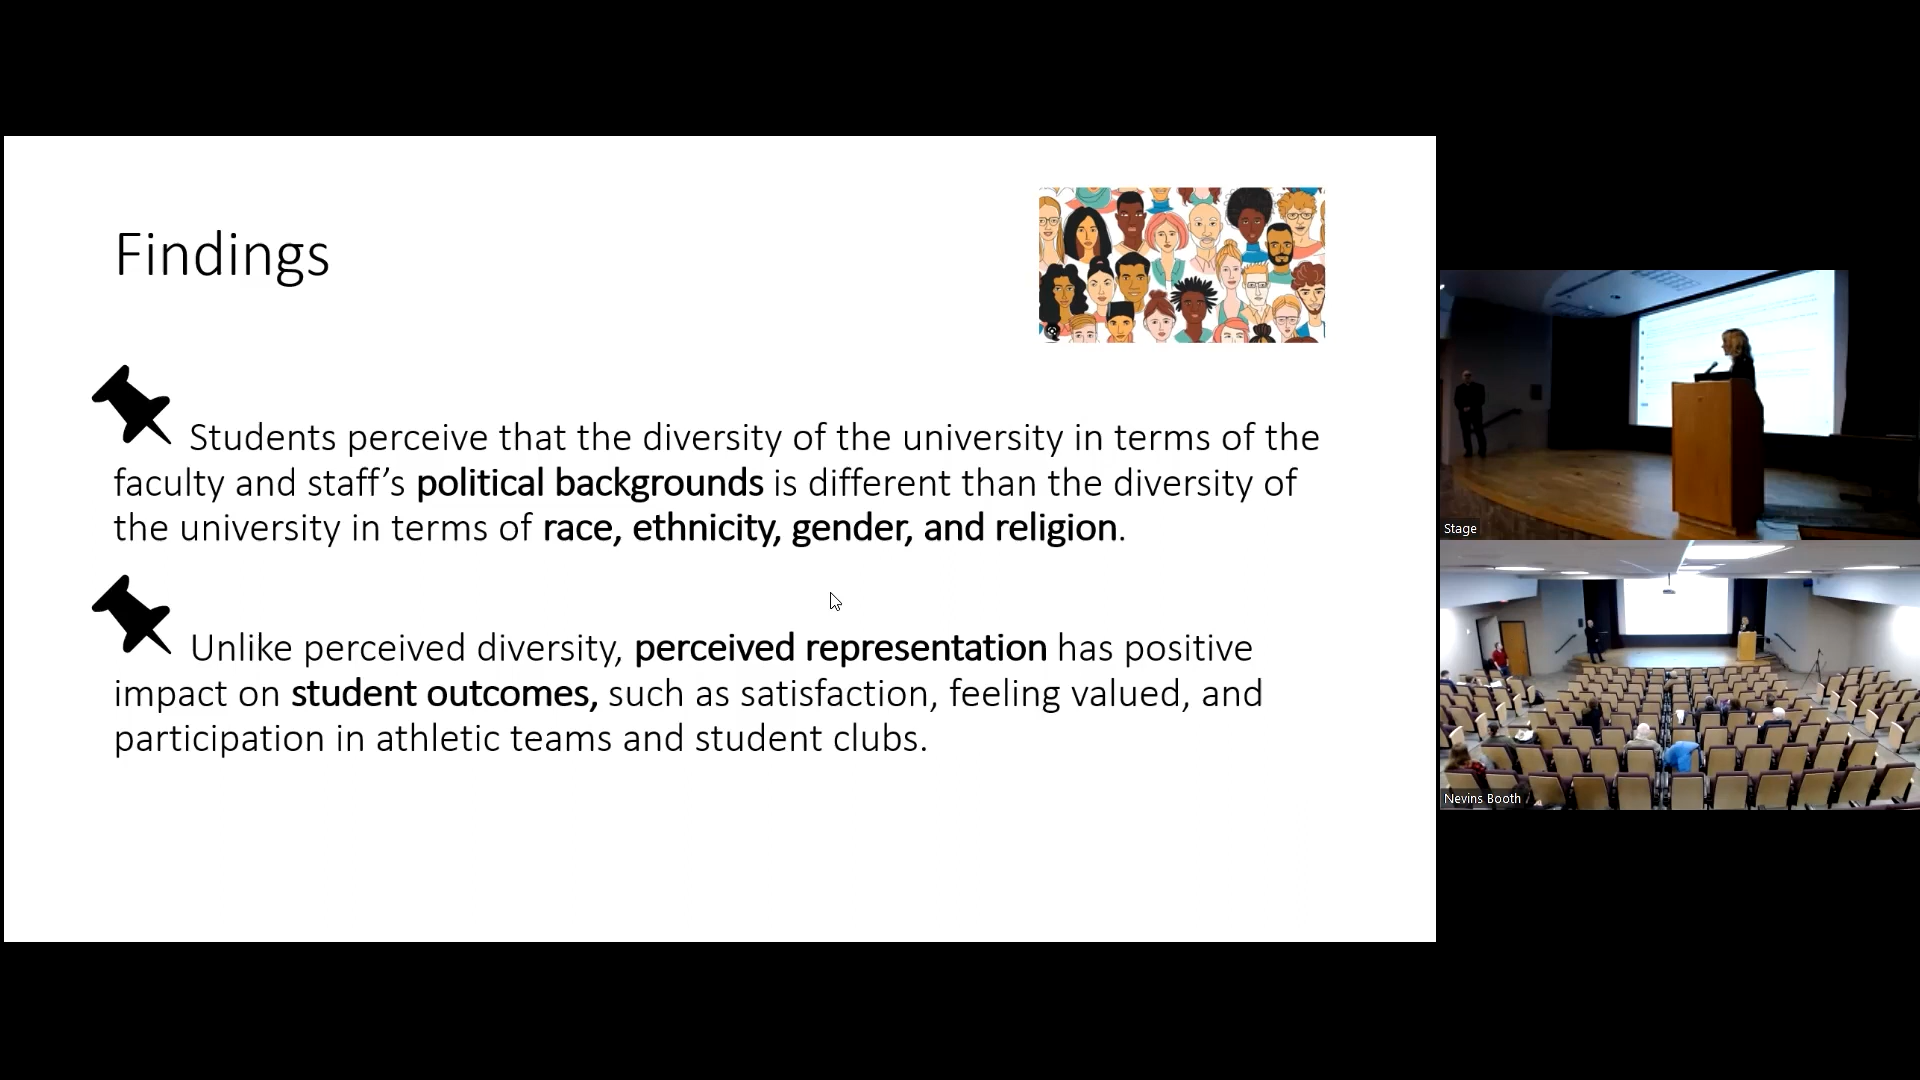 Findings
Students perceive that the diversity of the university in terms of the
faculty and staff’s political backgrounds is different than the diversity of
the university in terms of race, ethnicity, gender, and religion.
Unlike perceived diversity, perceived representation has positive
impact on student outcomes, such as satisfaction, feeling valued, and
participation in athletic teams and student clubs.
Stage
Nevins Booth